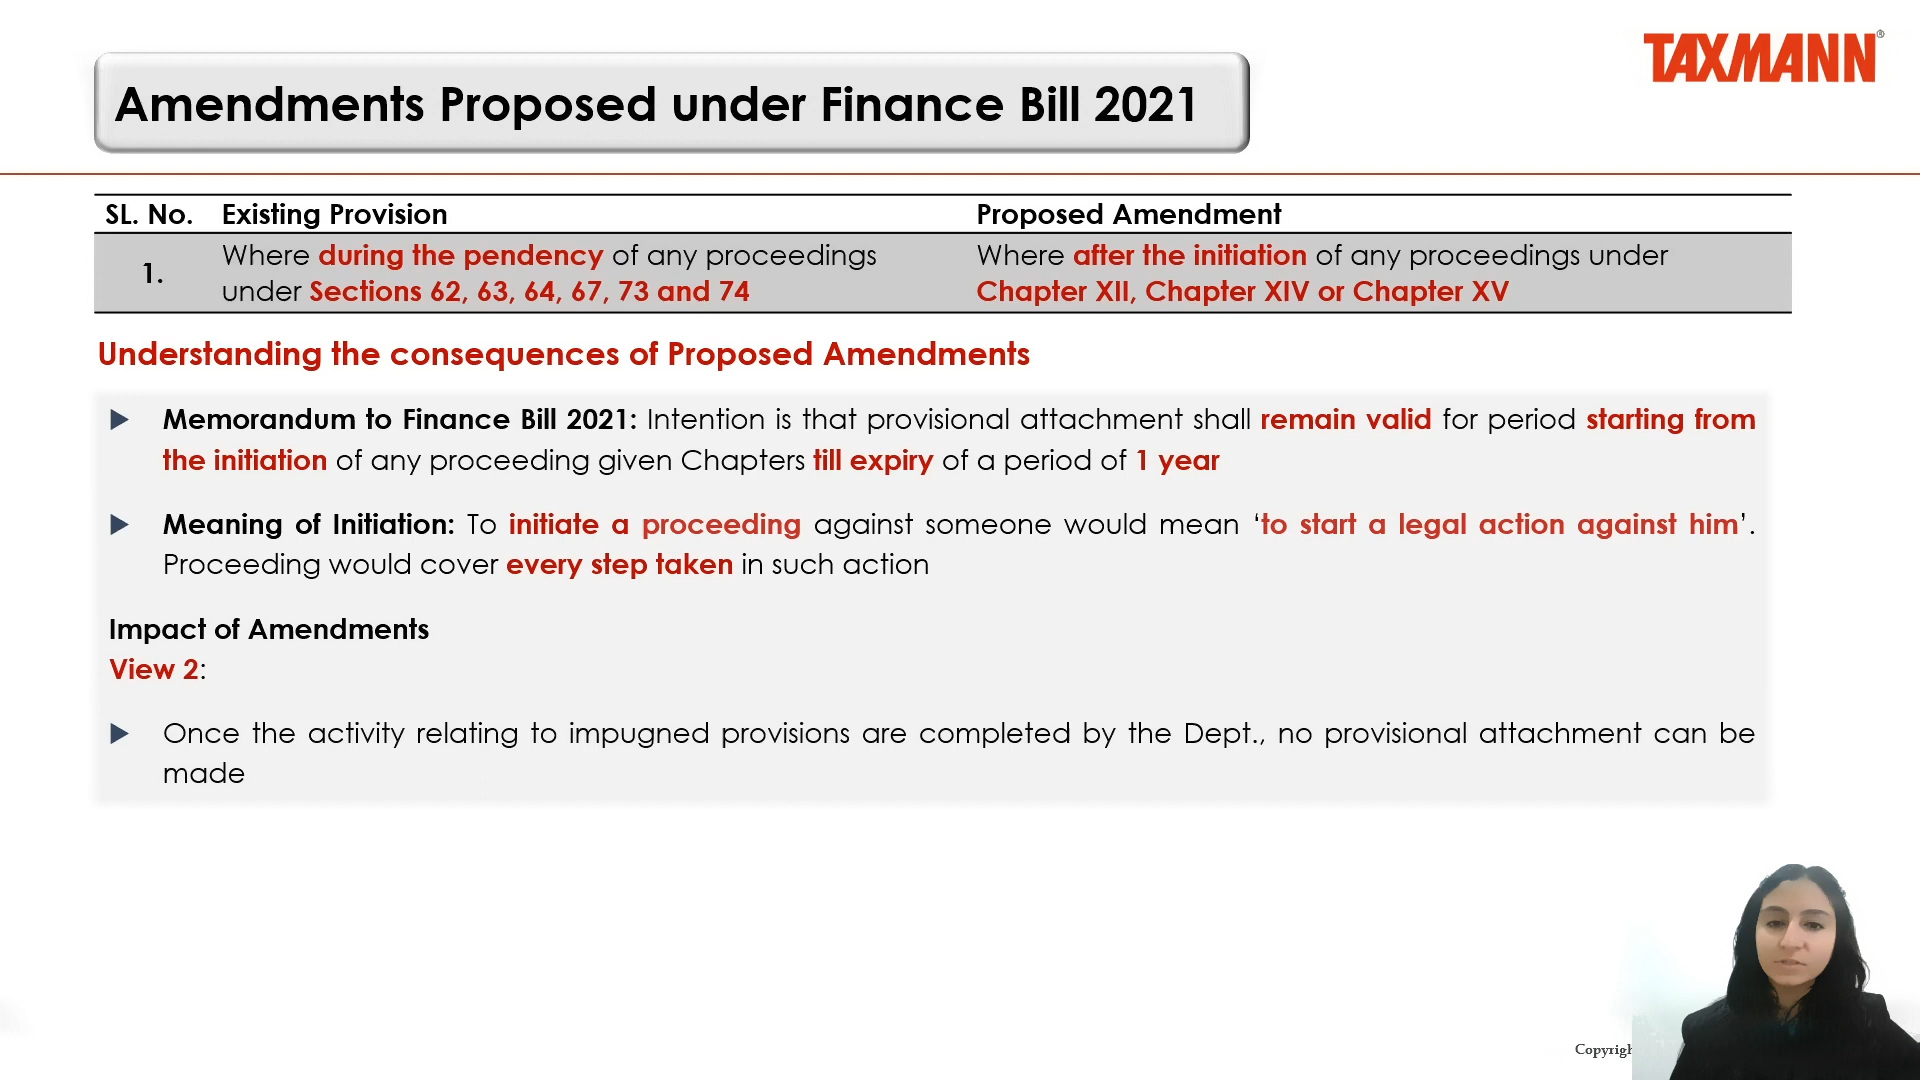 TAXMANN®
Amendments Proposed under Finance Bill 2021
SL. No. Existing Provision Proposed Amendment
1. Where during the pendency of any proceedings
under Sections 62, 63, 64, 67, 73 and 74
Where after the initiation of any proceedings under
Chapter XII, Chapter XIV or Chapter XV
Understanding the consequences of Proposed Amendments
Memorandum to Finance Bill 2021: Intention is that provisional attachment shall remain valid for period starting from
the initiation of any proceeding given Chapters till expiry of a period of 1 year
Meaning of Initiation: To initiate a proceeding against someone would mean ‘to start a legal action against him’.
Proceeding would cover every step taken in such action
Impact of Amendments
View 2:
Once the activity relating to impugned provisions are completed by the Dept., no provisional attachment can be
made